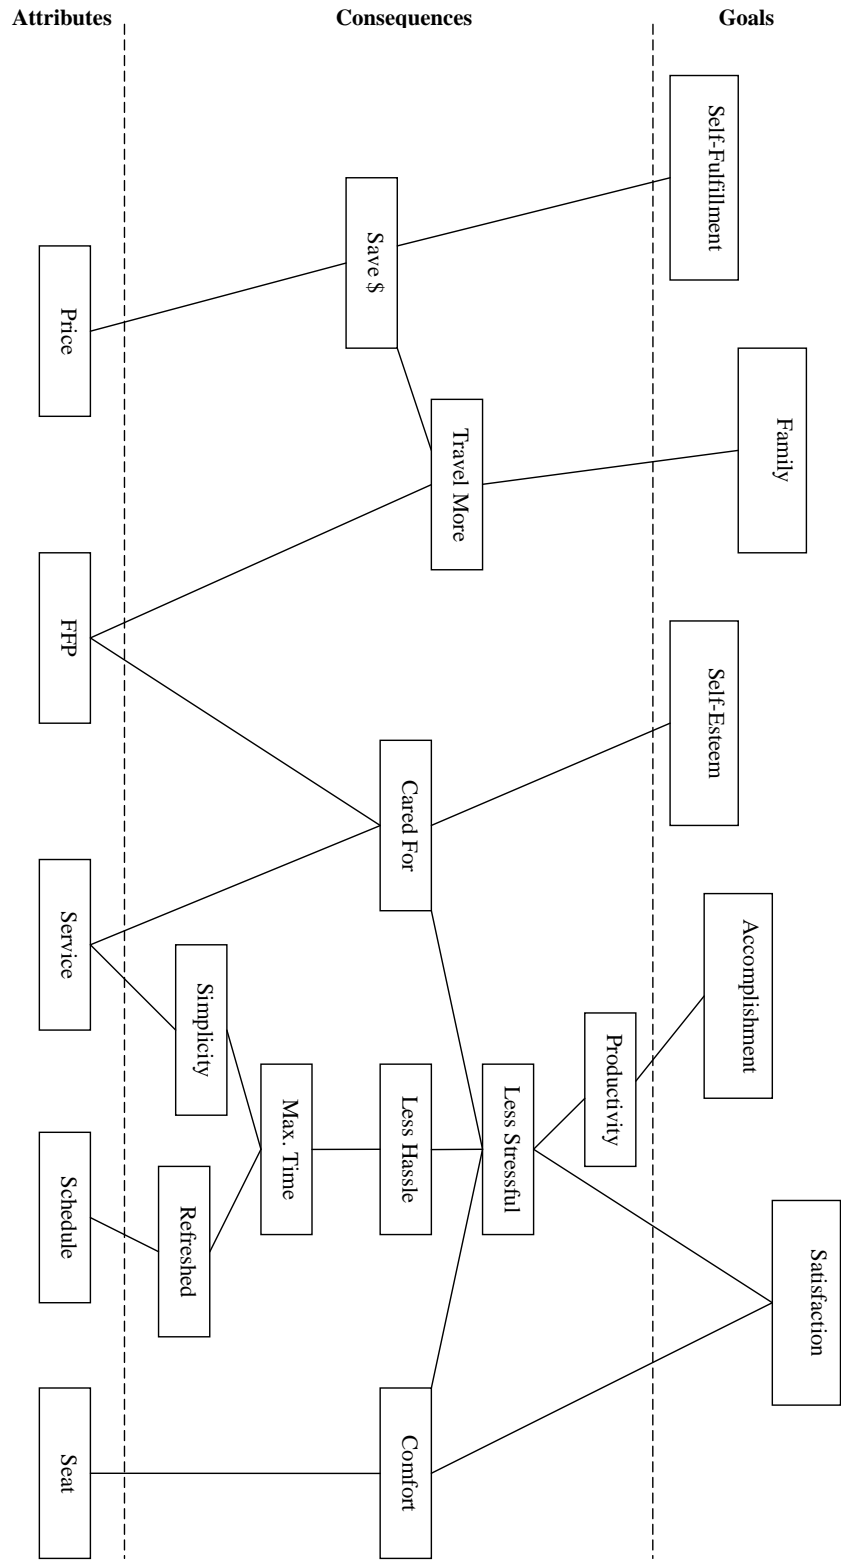 Attributes
Consequences
Goals
Self-Fulfillment
Save $
Price
Family
Travel More
FFP
Self-Esteem
Cared For
Service
Accomplishment
Simplicity
Productivity
Max. Time
Less Hassle
Less Stressful
Schedule
Refreshed
Satisfaction
Seat
Comfort